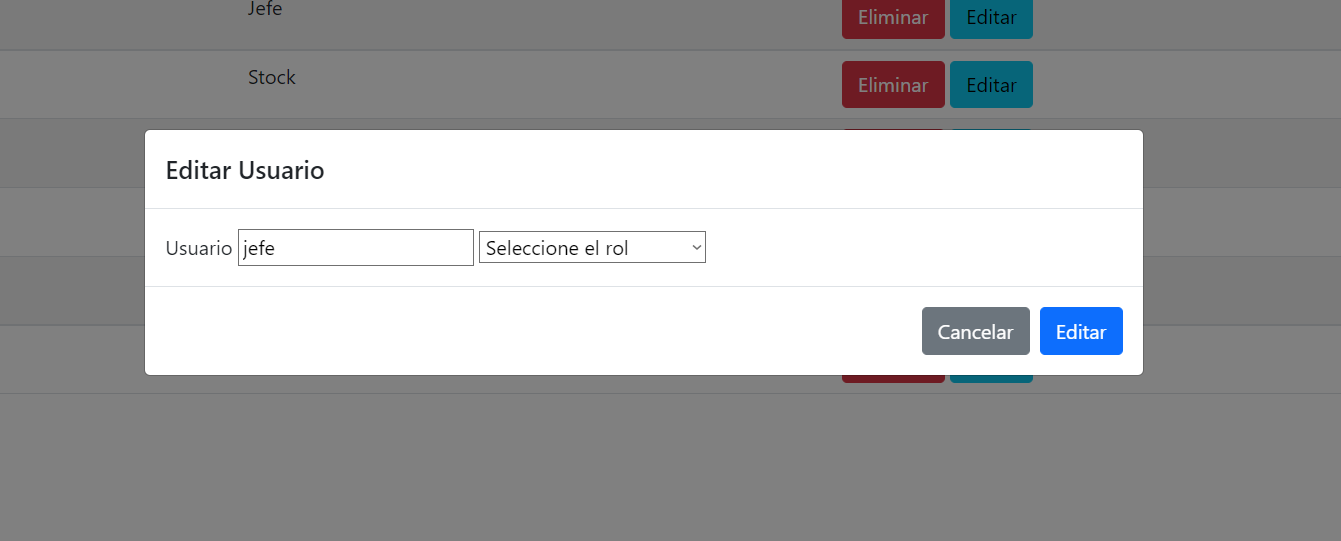 Jefe Eliminar Editar
Stock Eliminar Editar
Editar Usuario
Usuario jefe Seleccione el rol
Cancelar Editar